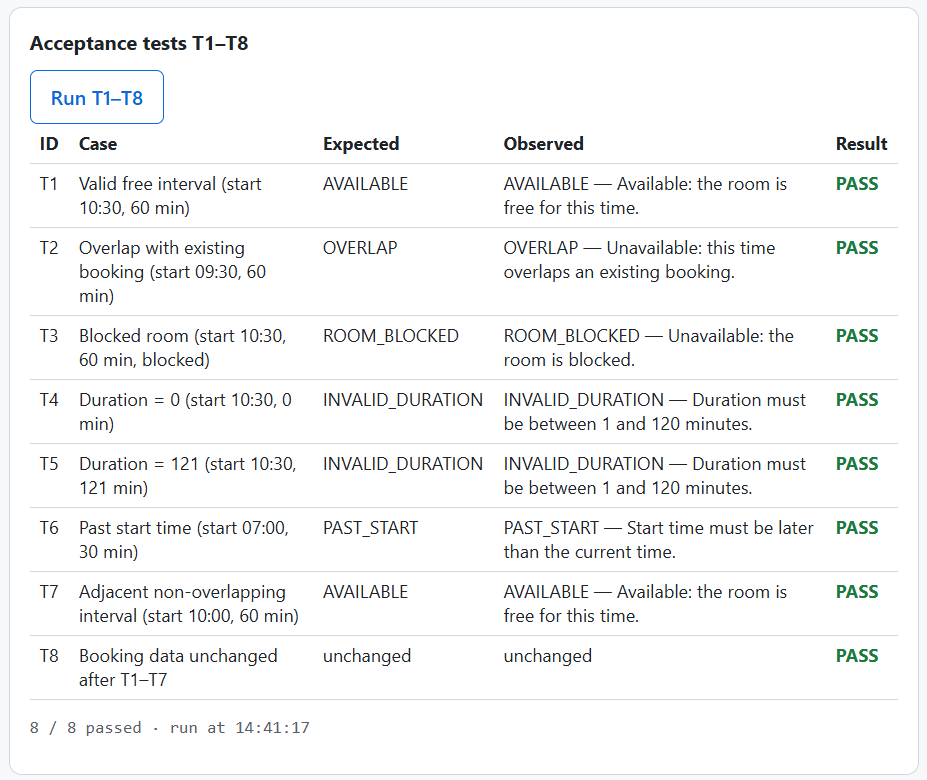 Acceptance tests T1–T8
Run T1–T8
ID Case Expected Observed Result
T1 Valid free interval (start 10:30, 60 min) AVAILABLE AVAILABLE — Available: the room is free for this time. PASS
T2 Overlap with existing booking (start 09:30, 60 min) OVERLAP OVERLAP — Unavailable: this time overlaps an existing booking. PASS
T3 Blocked room (start 10:30, 60 min, blocked) ROOM_BLOCKED ROOM_BLOCKED — Unavailable: the room is blocked. PASS
T4 Duration = 0 (start 10:30, 0 min) INVALID_DURATION INVALID_DURATION — Duration must be between 1 and 120 minutes. PASS
T5 Duration = 121 (start 10:30, 121 min) INVALID_DURATION INVALID_DURATION — Duration must be between 1 and 120 minutes. PASS
T6 Past start time (start 07:00, 30 min) PAST_START PAST_START — Start time must be later than the current time. PASS
T7 Adjacent non-overlapping interval (start 10:00, 60 min) AVAILABLE AVAILABLE — Available: the room is free for this time. PASS
T8 Booking data unchanged after T1–T7 unchanged unchanged PASS
8 / 8 passed · run at 14:41:17